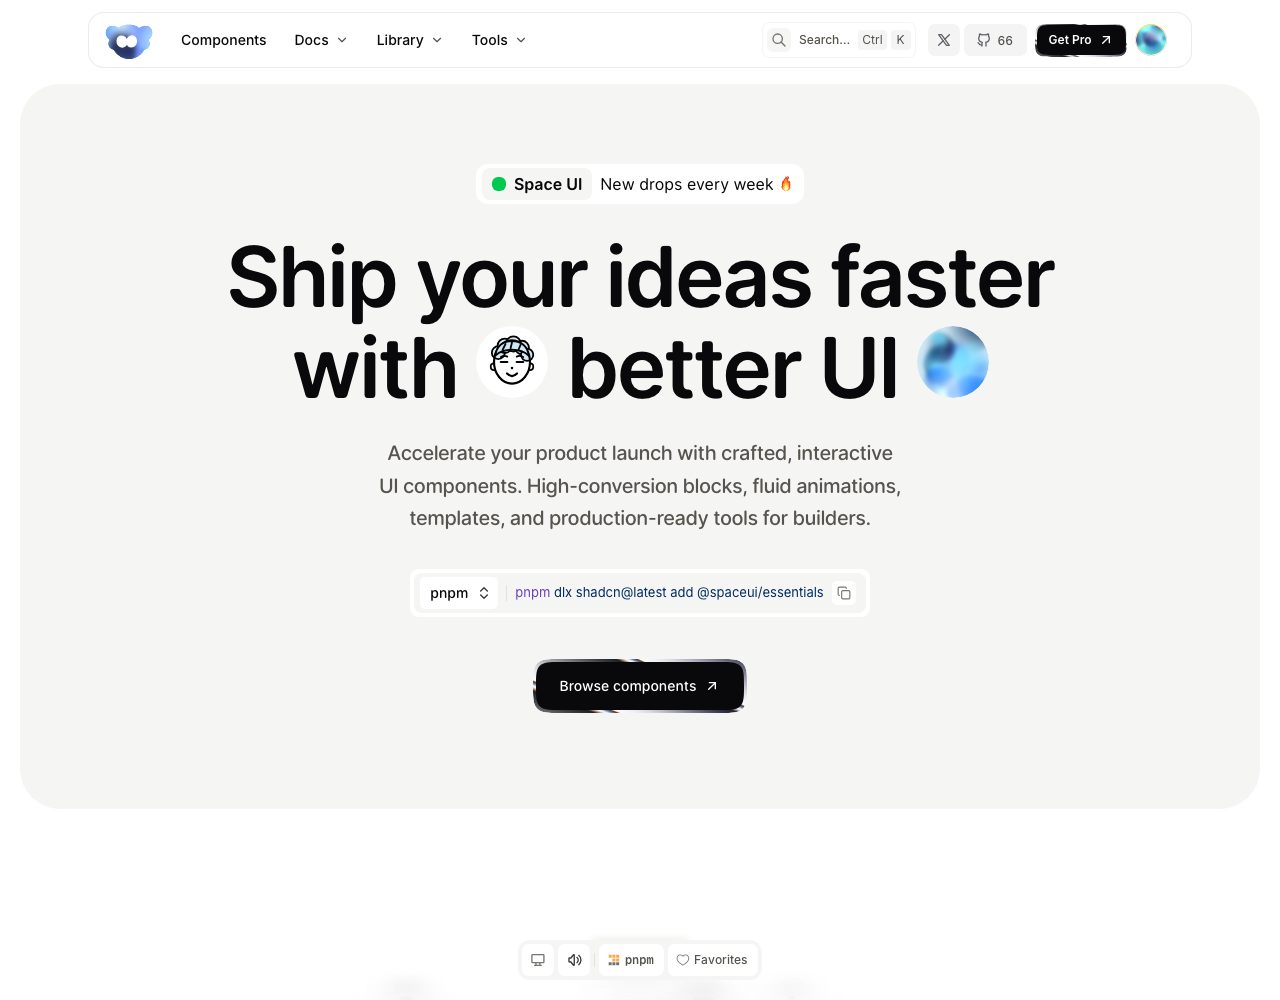 Components Docs Library Tools Search... Ctrl K 66 Get Pro
Space UI New drops every week
Ship your ideas faster
with better UI
Accelerate your product launch with crafted, interactive
UI components. High-conversion blocks, fluid animations,
templates, and production-ready tools for builders.
pnpm pnpm dlx shadcn@latest add @spaceui/essentials
Browse components
pnpm Favorites